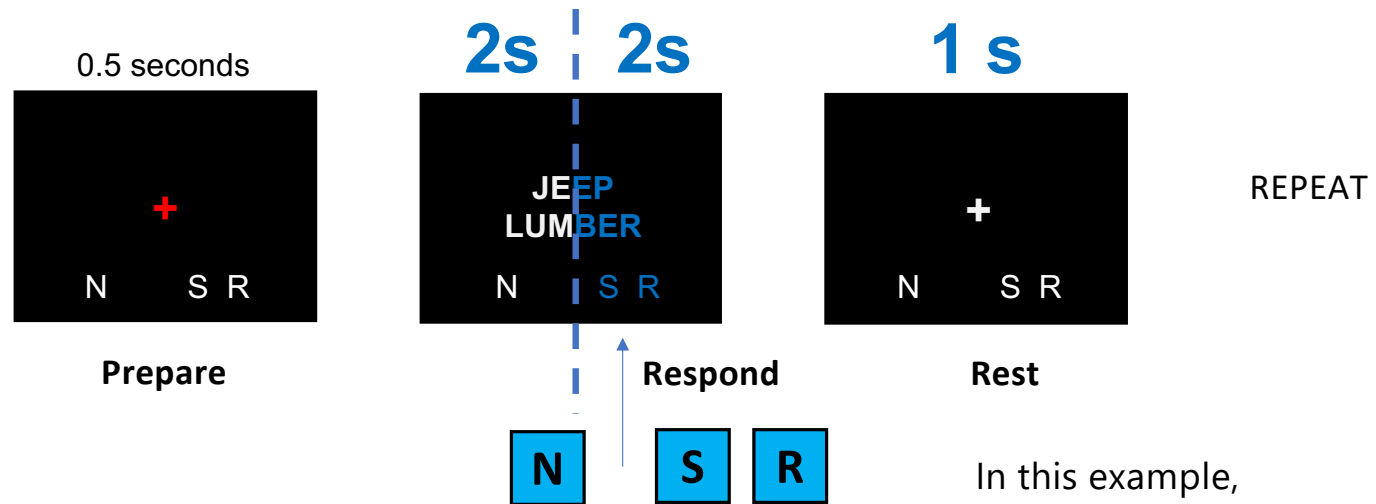 0.5 seconds
2s 2s
1 s
+
N S R
JEEP
LUMBER
N S R
+
N S R
REPEAT
Prepare
Respond
Rest
N S R
In this example,